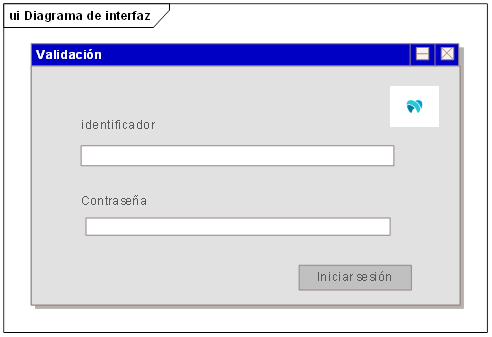 ui Diagrama de interfaz
Validación
identificador
Contraseña
Iniciar sesión